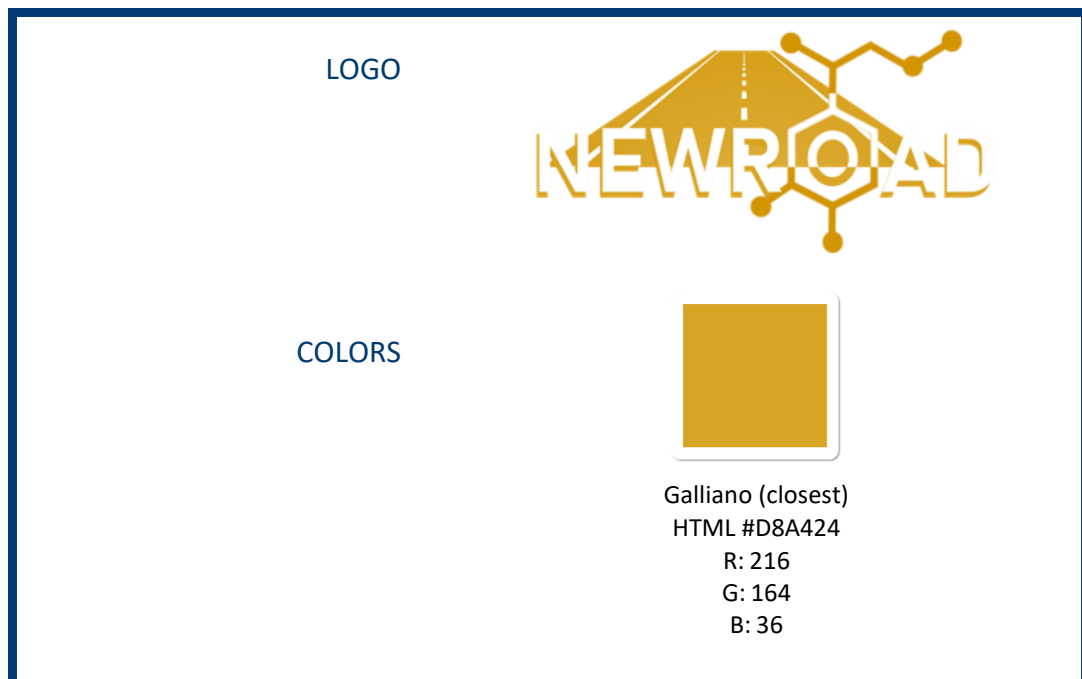 LOGO
NEWROAD
COLORS
Galliano (closest)
HTML #D8A424
R: 216
G: 164
B: 36